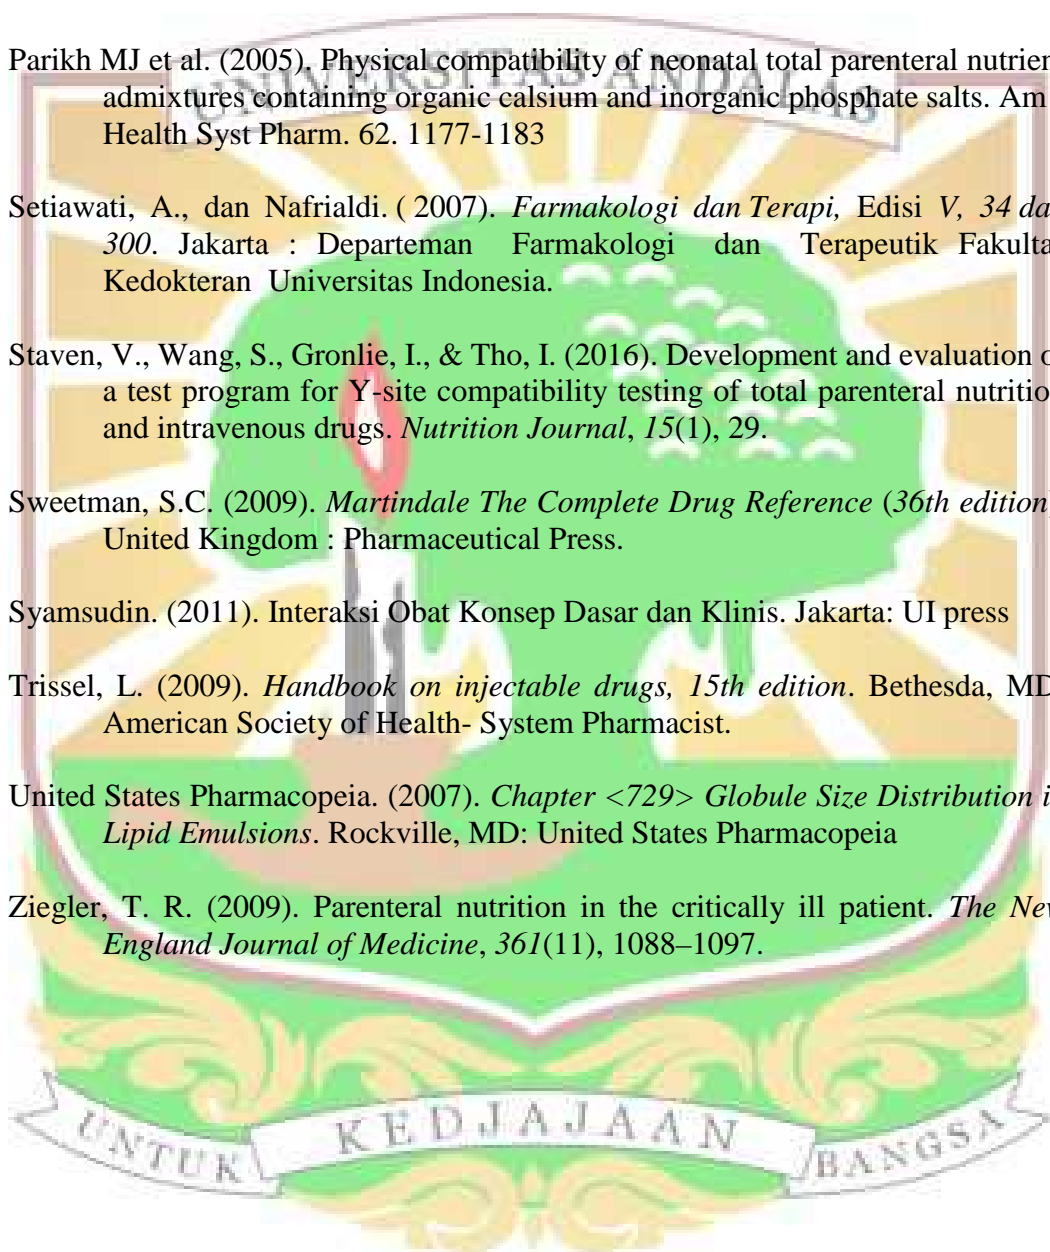 Parikh MJ et al. (2005). Physical compatibility of neonatal total parenteral nutrien
admixtures containing organic calsium and inorganic phosphate salts. Am
Health Syst Pharm. 62. 1177-1183
Setiawati, A., dan Nafrialdi. ( 2007). Farmakologi dan Terapi, Edisi V, 34 da
300. Jakarta : Departeman Farmakologi dan Terapeutik Fakulta
Kedokteran Universitas Indonesia.
Staven, V., Wang, S., Gronlie, I., & Tho, I. (2016). Development and evaluation o
a test program for Y-site compatibility testing of total parenteral nutritio
and intravenous drugs. Nutrition Journal, 15(1), 29.
Sweetman, S.C. (2009). Martindale The Complete Drug Reference (36th edition)
United Kingdom : Pharmaceutical Press.
Syamsudin. (2011). Interaksi Obat Konsep Dasar dan Klinis. Jakarta: UI press
Trissel, L. (2009). Handbook on injectable drugs, 15th edition. Bethesda, MD
American Society of Health- System Pharmacist.
United States Pharmacopeia. (2007). Chapter <729> Globule Size Distribution i
Lipid Emulsions. Rockville, MD: United States Pharmacopeia
Ziegler, T. R. (2009). Parenteral nutrition in the critically ill patient. The New
England Journal of Medicine, 361(11), 1088–1097.
UNIVERSITAS ANDALAS
UNTUK KEDJAJAAN BANGSA